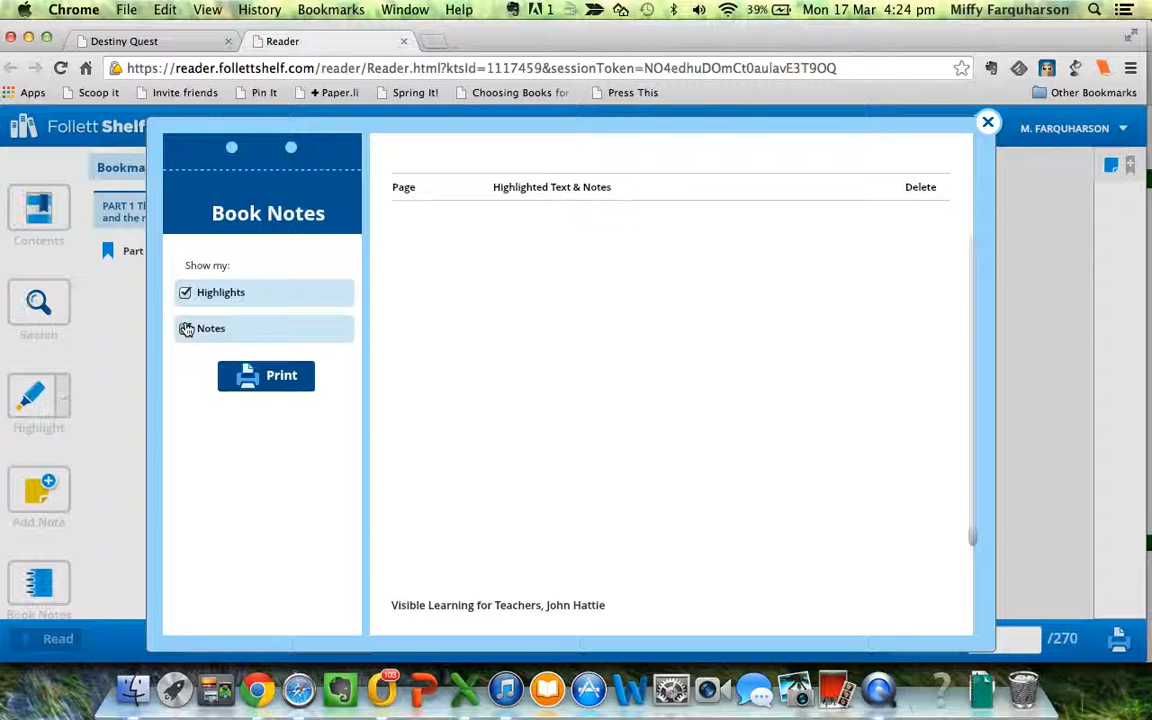 Chrome File Edit View History Bookmarks Window Help 1 39% Mon 17 Mar 4:24 pm Miffy Farquharson
Destiny Quest Reader
https://reader.follettshelf.com/reader/Reader.html?ktsId=1117459&sessionToken=NO4edhuDOmCt0aulavE3T9OQ
Apps Scoop it Invite friends Pin It + Paper.li Spring It! Choosing Books for Press This Other Bookmarks
Follett Shelf M. FARQUHARSON
Bookma
PART 1 Th
and the r
Part
Contents
Search
Highlight
Add Note
Book Notes
Read
Book Notes
Show my:
Highlights
Notes
Print
Page Highlighted Text & Notes Delete
Visible Learning for Teachers, John Hattie
/270
103